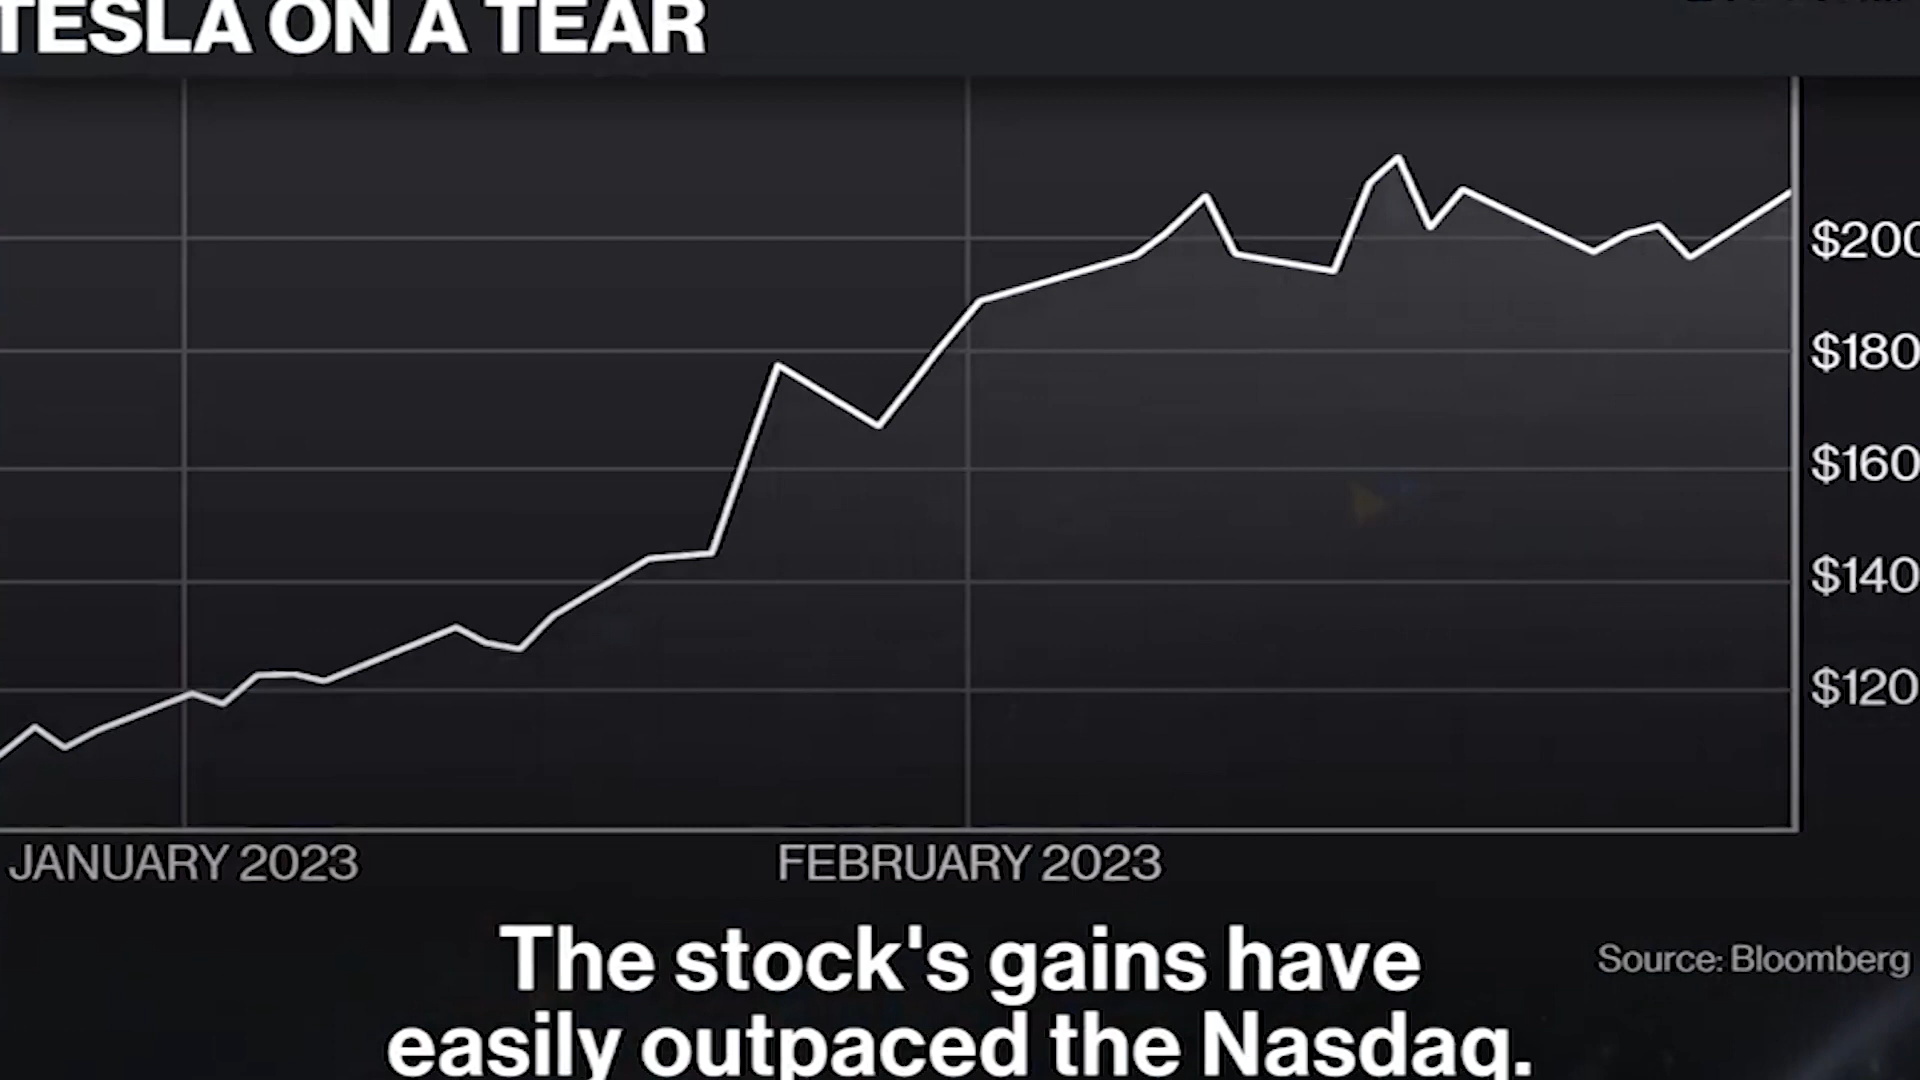 TESLA ON A TEAR
$200
$180
$160
$140
$120
JANUARY 2023
FEBRUARY 2023
The stock's gains have
Source: Bloomberg
easily outpaced the Nasdaq.